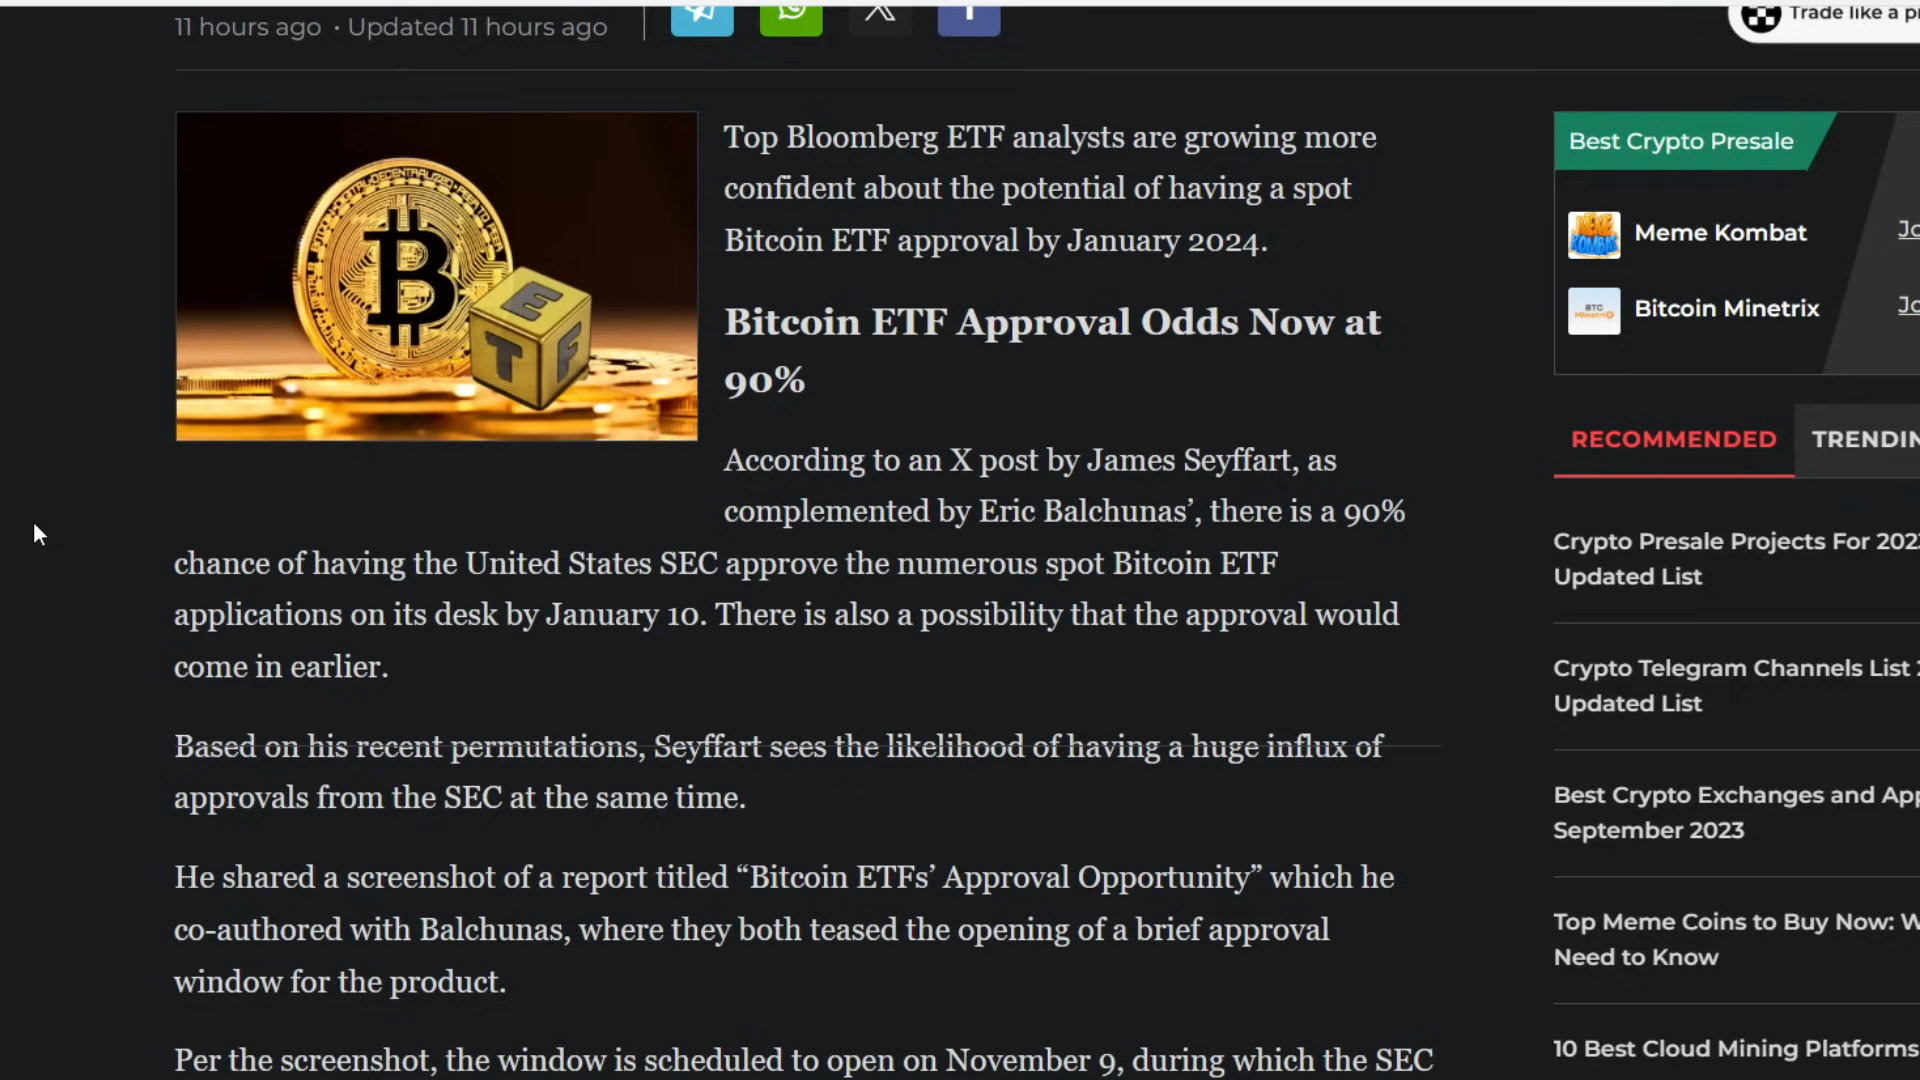 11 hours ago · Updated 11 hours ago
Trade like a p
Top Bloomberg ETF analysts are growing more
confident about the potential of having a spot
Bitcoin ETF approval by January 2024.
Bitcoin ETF Approval Odds Now at
90%
According to an X post by James Seyffart, as
complemented by Eric Balchunas’, there is a 90%
chance of having the United States SEC approve the numerous spot Bitcoin ETF
applications on its desk by January 10. There is also a possibility that the approval would
come in earlier.
Based on his recent permutations, Seyffart sees the likelihood of having a huge influx of
approvals from the SEC at the same time.
He shared a screenshot of a report titled “Bitcoin ETFs’ Approval Opportunity” which he
co-authored with Balchunas, where they both teased the opening of a brief approval
window for the product.
Per the screenshot, the window is scheduled to open on November 9, during which the SEC
B
E
T F
Best Crypto Presale
MEME KOMBAT
Meme Kombat
Jo
BTC
Minetrix
Bitcoin Minetrix
Jo
RECOMMENDED
TRENDIN
Crypto Presale Projects For 202
Updated List
Crypto Telegram Channels List
Updated List
Best Crypto Exchanges and App
September 2023
Top Meme Coins to Buy Now: W
Need to Know
10 Best Cloud Mining Platforms